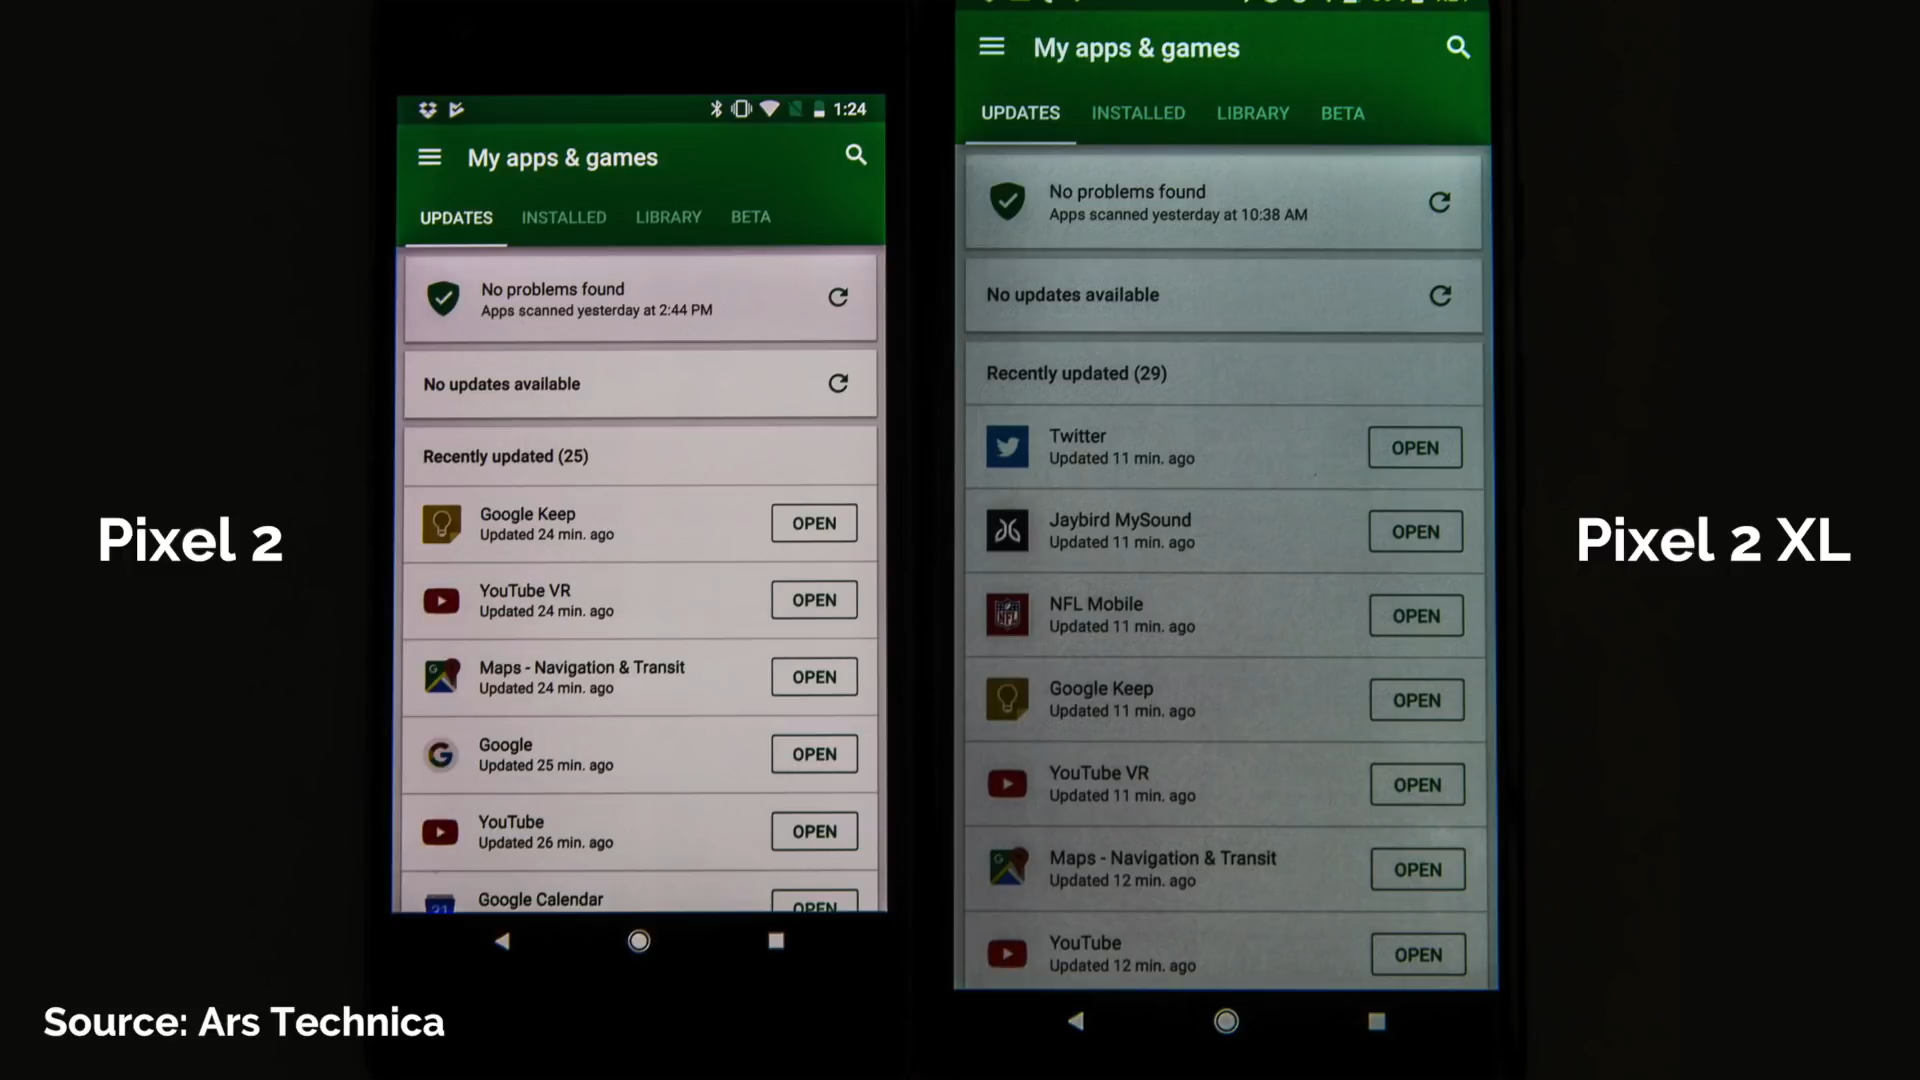 1:24
My apps & games
UPDATES INSTALLED LIBRARY BETA
No problems found
Apps scanned yesterday at 2:44 PM
No updates available
Recently updated (25)
Google Keep
Updated 24 min. ago
OPEN
YouTube VR
Updated 24 min. ago
OPEN
Maps - Navigation & Transit
Updated 24 min. ago
OPEN
G
Google
Updated 25 min. ago
OPEN
YouTube
Updated 26 min. ago
OPEN
31
Google Calendar
OPEN
My apps & games
UPDATES INSTALLED LIBRARY BETA
No problems found
Apps scanned yesterday at 10:38 AM
No updates available
Recently updated (29)
Twitter
Updated 11 min. ago
OPEN
Jaybird MySound
Updated 11 min. ago
OPEN
NFL
NFL Mobile
Updated 11 min. ago
OPEN
Google Keep
Updated 11 min. ago
OPEN
YouTube VR
Updated 11 min. ago
OPEN
Maps - Navigation & Transit
Updated 12 min. ago
OPEN
YouTube
Updated 12 min. ago
OPEN
Pixel 2
Pixel 2 XL
Source: Ars Technica